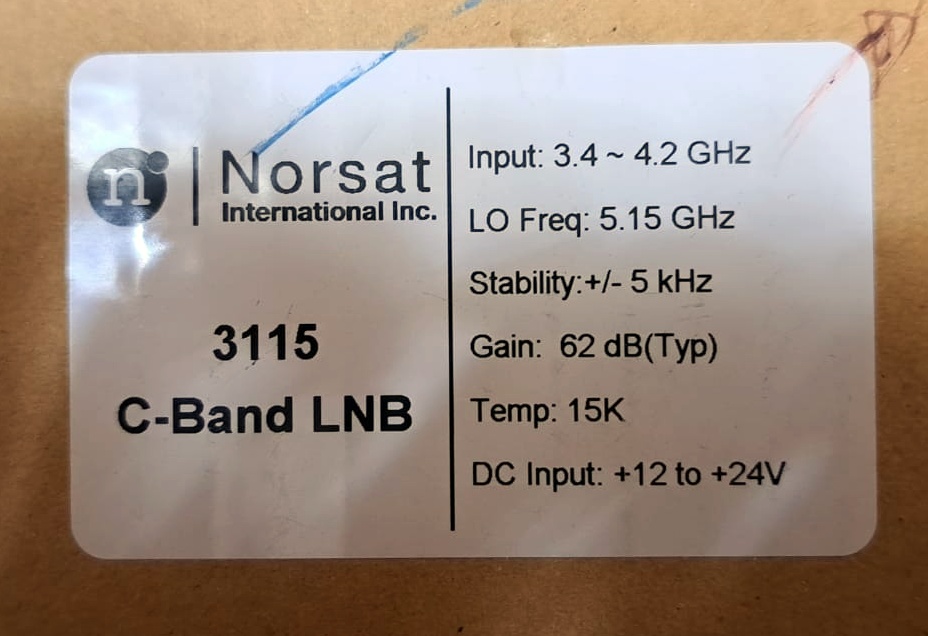 n
Norsat
International Inc.
3115
C-Band LNB
Input: 3.4 ~ 4.2 GHz
LO Freq: 5.15 GHz
Stability:+/- 5 kHz
Gain: 62 dB(Typ)
Temp: 15K
DC Input: +12 to +24V